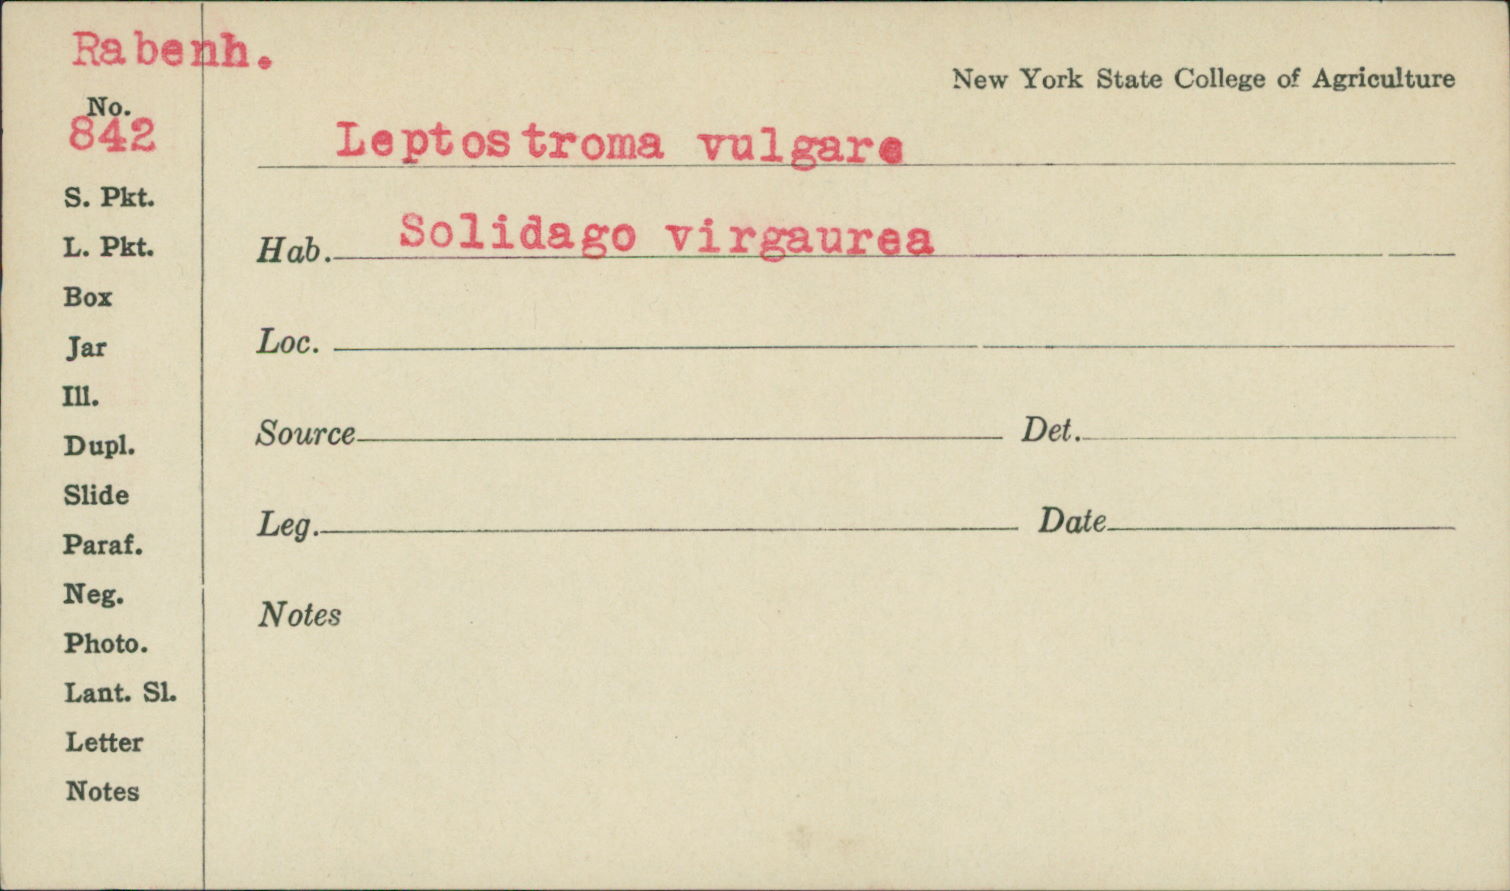 Rabenh.
New York State College of Agriculture
No.
842
Leptostroma vulgare
S. Pkt.
L. Pkt.
Hab. Solidago virgaurea
Box
Jar
Loc.
Ill.
Dupl.
Source Det.
Slide
Leg. Date
Paraf.
Neg.
Notes
Photo.
Lant. Sl.
Letter
Notes